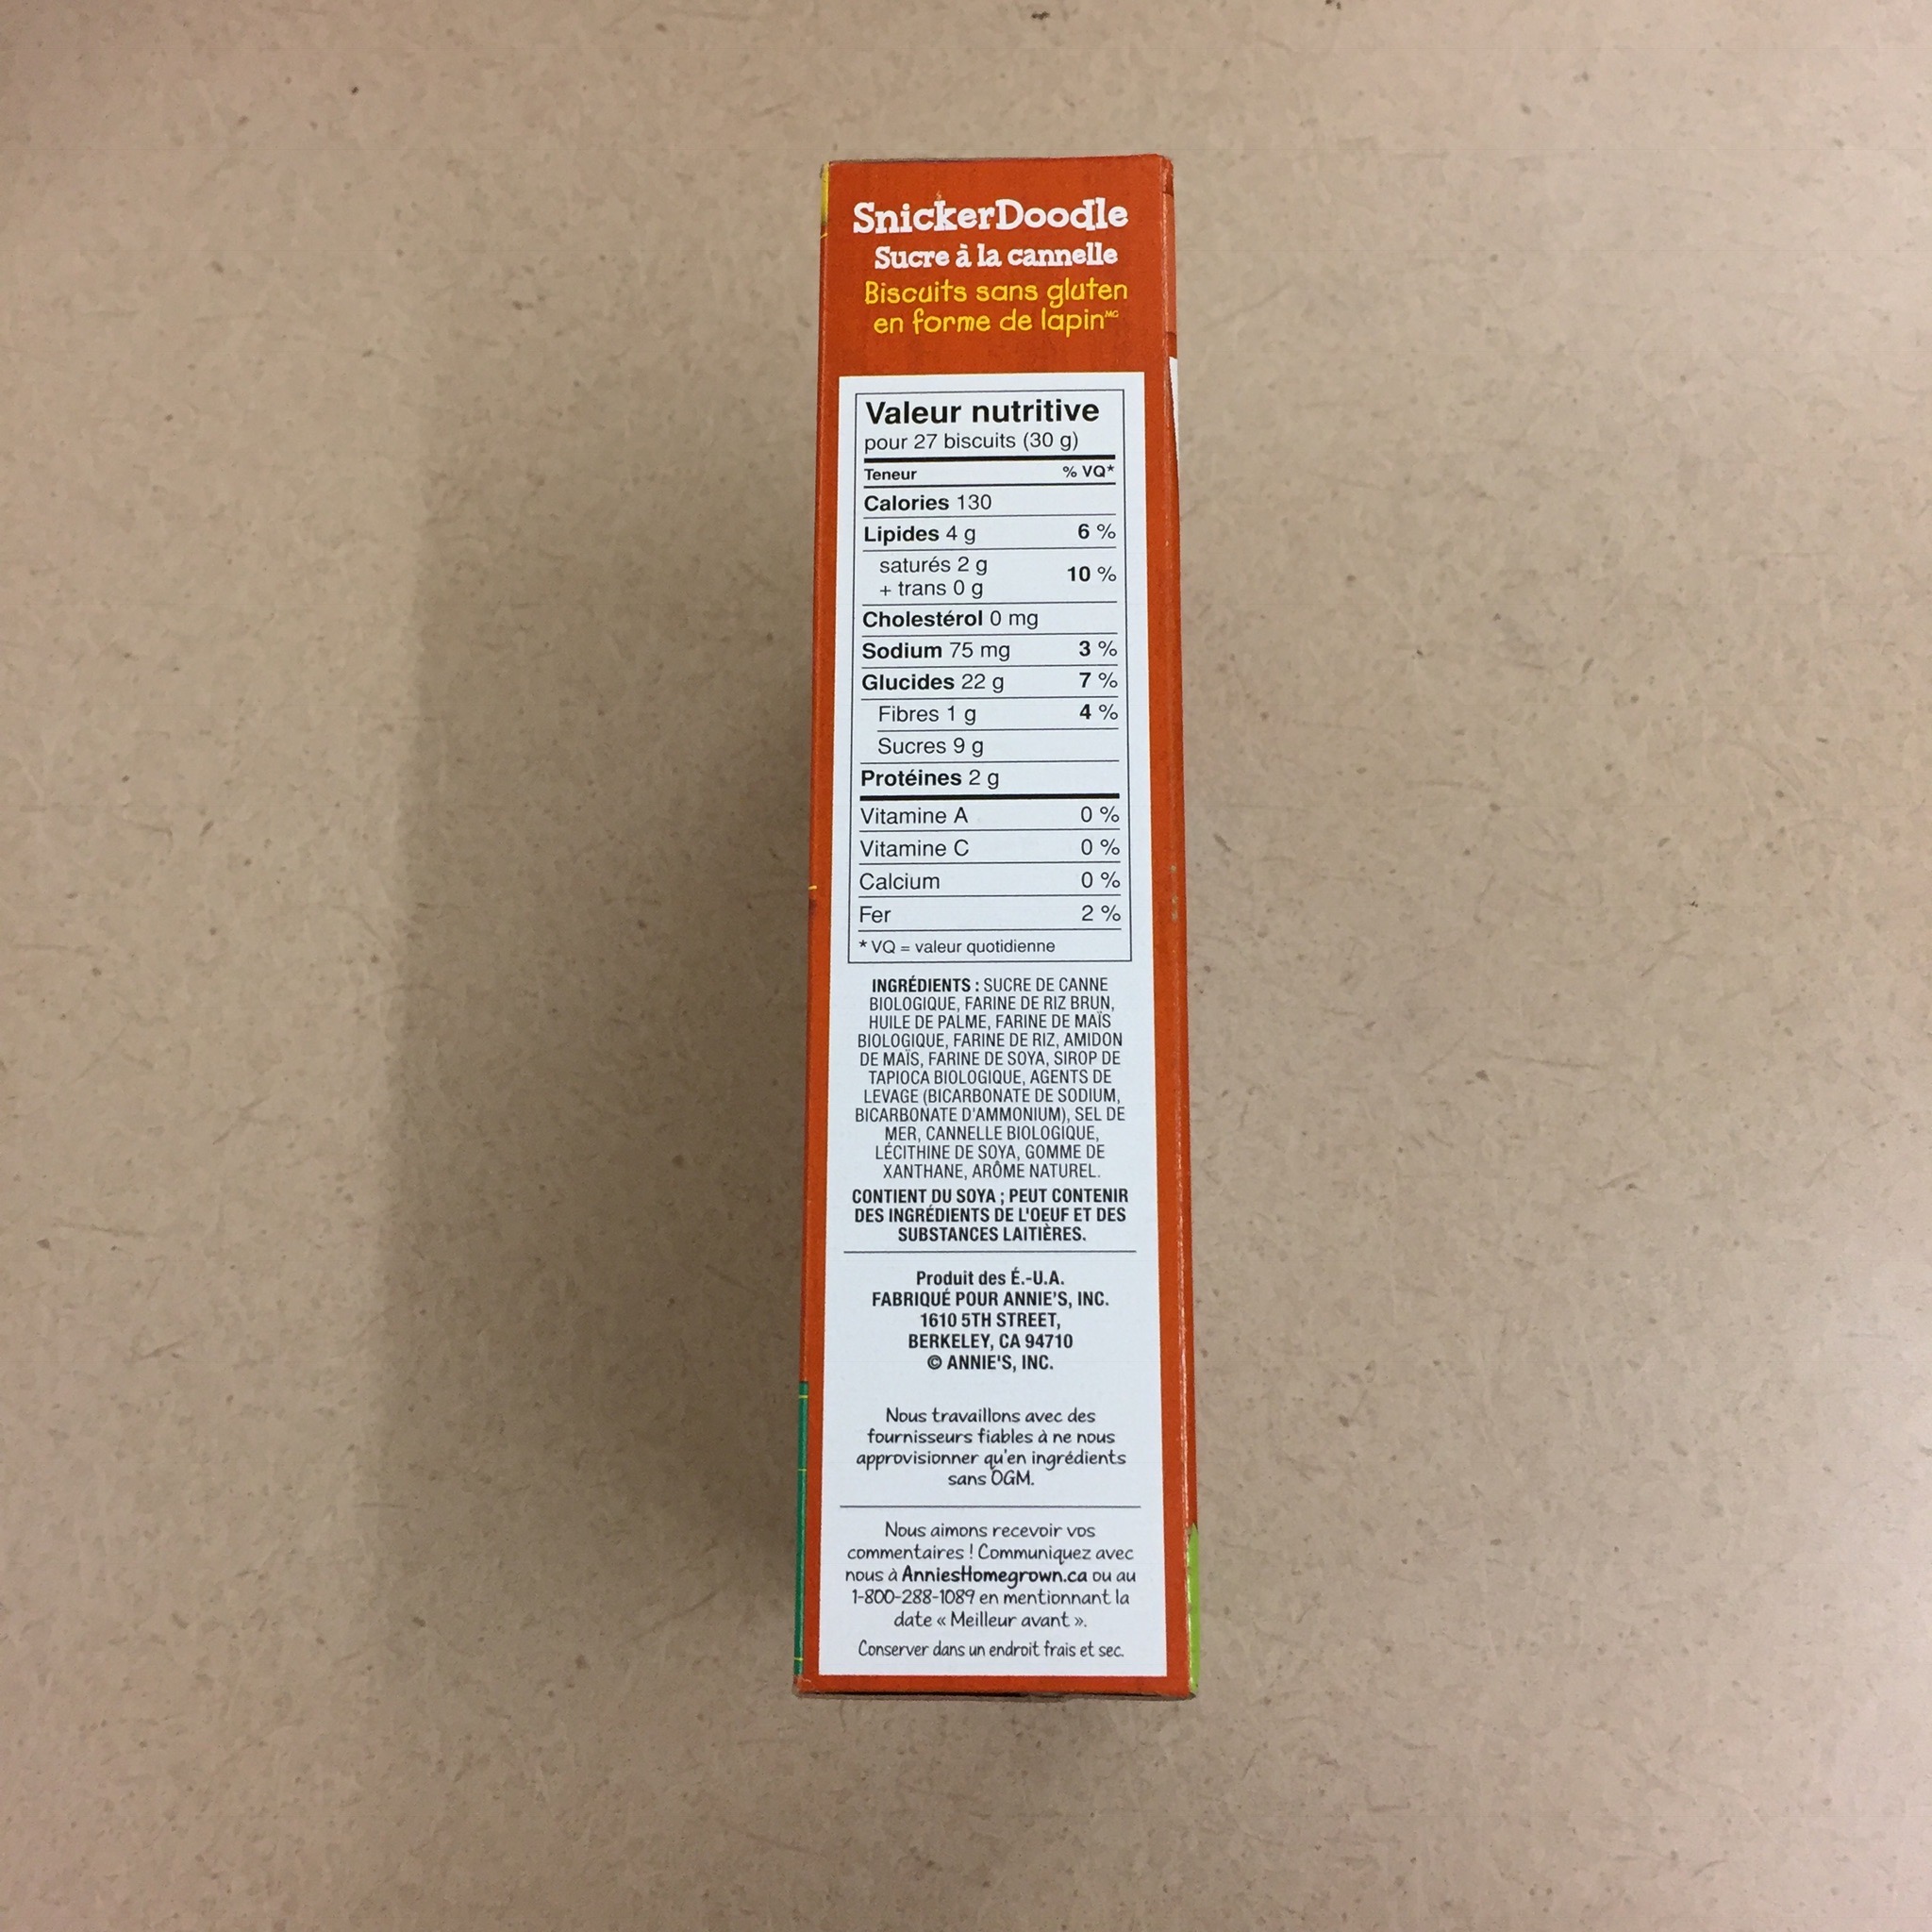 SnickerDoodle
Sucre à la cannelle
Biscuits sans gluten
en forme de lapin MC
Valeur nutritive
pour 27 biscuits (30 g)
Teneur % VQ*
Calories 130
Lipides 4 g 6 %
saturés 2 g
+ trans 0 g 10 %
Cholestérol 0 mg
Sodium 75 mg 3 %
Glucides 22 g 7 %
Fibres 1 g 4 %
Sucres 9 g
Protéines 2 g
Vitamine A 0 %
Vitamine C 0 %
Calcium 0 %
Fer 2 %
* VQ = valeur quotidienne
INGRÉDIENTS : SUCRE DE CANNE
BIOLOGIQUE, FARINE DE RIZ BRUN,
HUILE DE PALME, FARINE DE MAÏS
BIOLOGIQUE, FARINE DE RIZ, AMIDON
DE MAÏS, FARINE DE SOYA, SIROP DE
TAPIOCA BIOLOGIQUE, AGENTS DE
LEVAGE (BICARBONATE DE SODIUM,
BICARBONATE D'AMMONIUM), SEL DE
MER, CANNELLE BIOLOGIQUE,
LÉCITHINE DE SOYA, GOMME DE
XANTHANE, ARÔME NATUREL.
CONTIENT DU SOYA ; PEUT CONTENIR
DES INGRÉDIENTS DE L'OEUF ET DES
SUBSTANCES LAITIÈRES.
Produit des É.-U.A.
FABRIQUÉ POUR ANNIE'S, INC.
1610 5TH STREET,
BERKELEY, CA 94710
© ANNIE'S, INC.
Nous travaillons avec des
fournisseurs fiables à ne nous
approvisionner qu'en ingrédients
sans OGM.
Nous aimons recevoir vos
commentaires ! Communiquez avec
nous à AnniesHomegrown.ca ou au
1-800-288-1089 en mentionnant la
date « Meilleur avant ».
Conserver dans un endroit frais et sec.